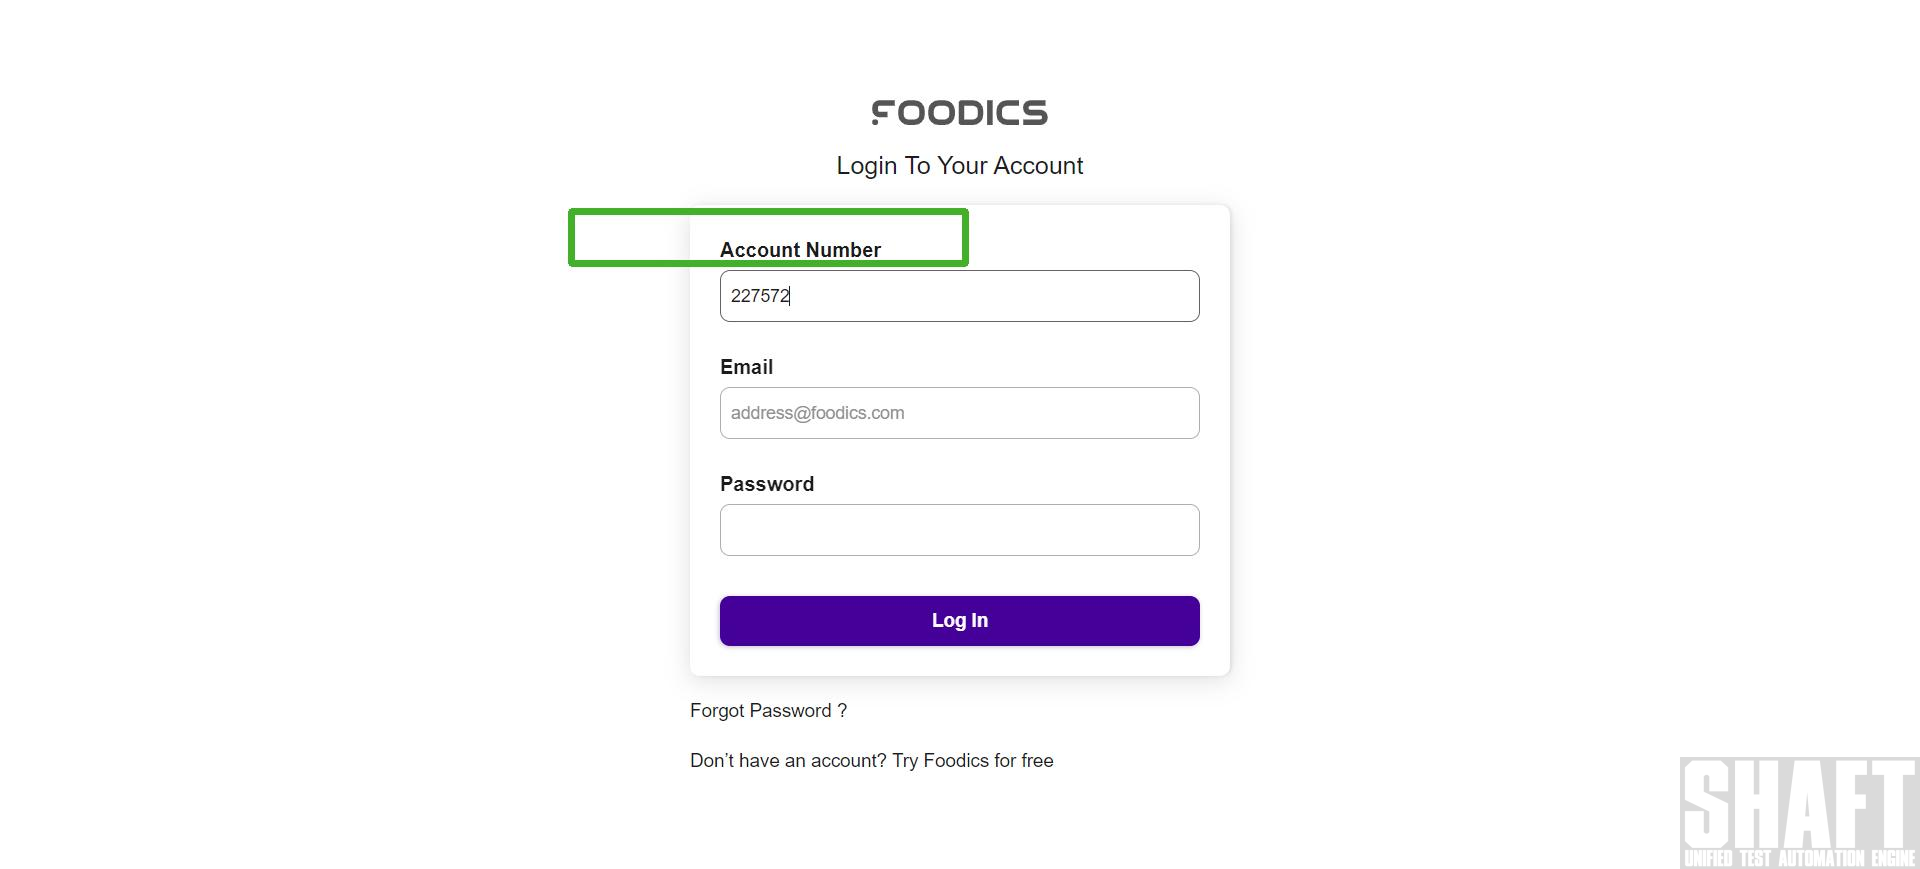 FOODICS
Login To Your Account
Account Number
227572
Email
address@foodics.com
Password
Log In
Forgot Password ?
Don’t have an account? Try Foodics for free
SHAFT
UNIFIED TEST AUTOMATION ENGINE